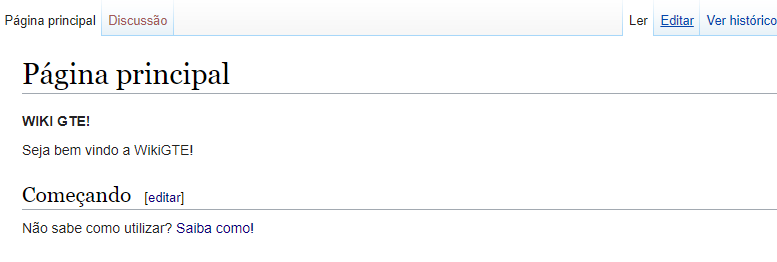 Página principal Discussão Ler Editar Ver histórico
Página principal
WIKI GTE!
Seja bem vindo a WikiGTE!
Começando [editar]
Não sabe como utilizar? Saiba como!